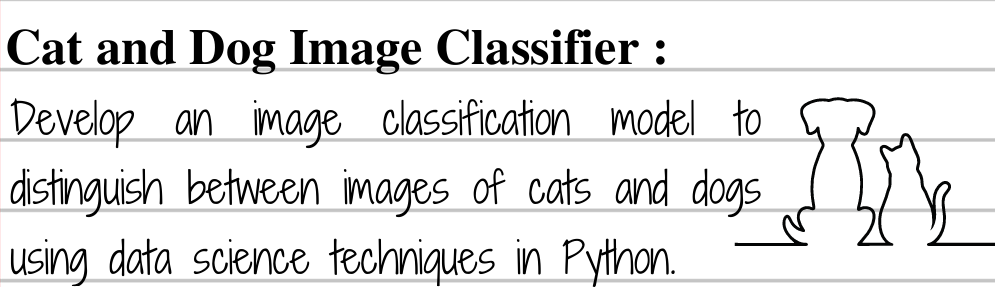 Cat and Dog Image Classifier :
Develop an image classification model to
distinguish between images of cats and dogs
using data science techniques in Python.